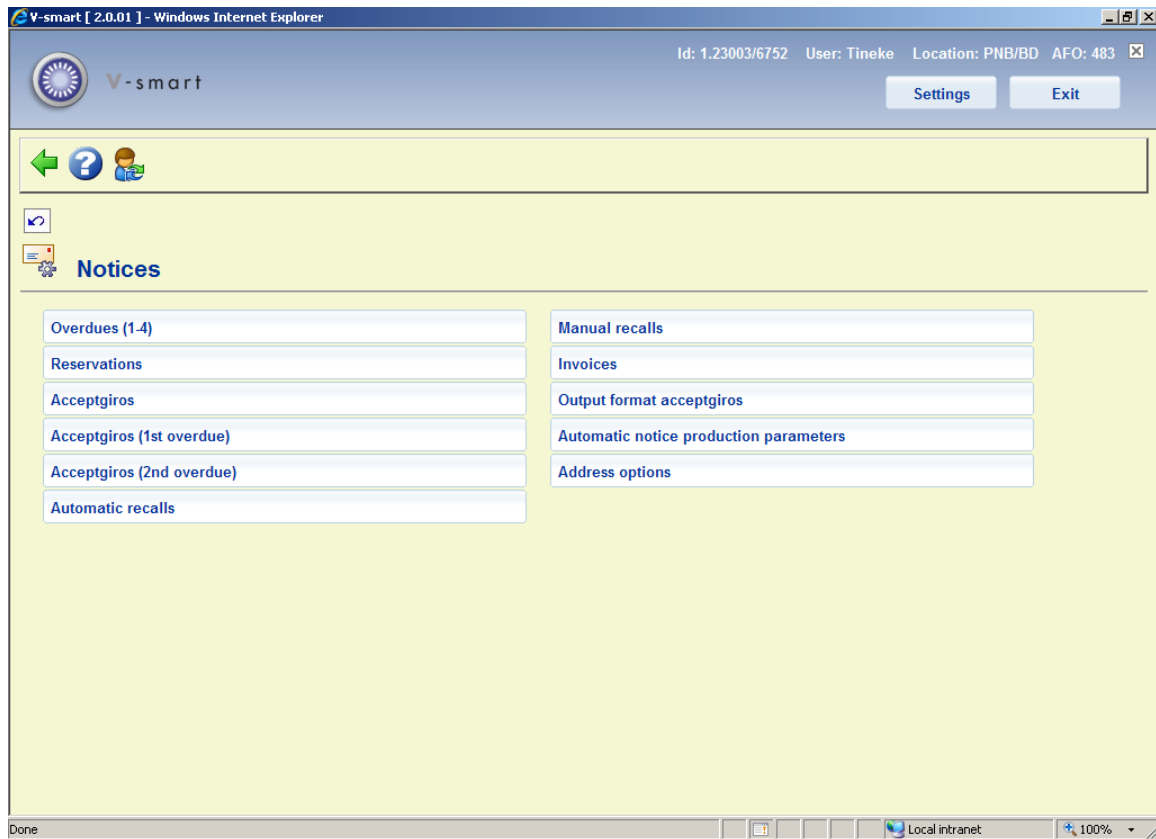 V-smart [ 2.0.01 ] - Windows Internet Explorer
Id: 1.23003/6752 User: Tineke Location: PNB/BD AFO: 483
V-smart
Settings Exit
Notices
Overdues (1-4)
Reservations
Acceptgiros
Acceptgiros (1st overdue)
Acceptgiros (2nd overdue)
Automatic recalls
Manual recalls
Invoices
Output format acceptgiros
Automatic notice production parameters
Address options
Done Local intranet 100%